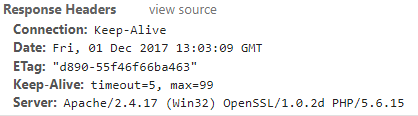 Response Headers view source
Connection: Keep-Alive
Date: Fri, 01 Dec 2017 13:03:09 GMT
ETag: "d890-55f46f66ba463"
Keep-Alive: timeout=5, max=99
Server: Apache/2.4.17 (Win32) OpenSSL/1.0.2d PHP/5.6.15